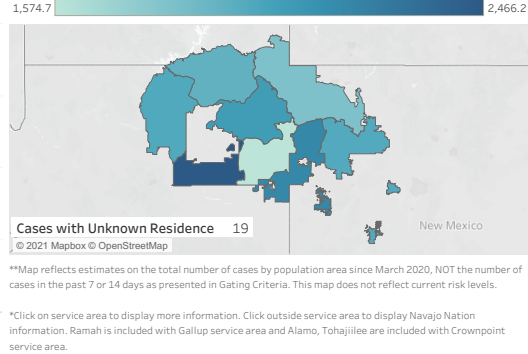 1,574.7 2,466.2
New Mexico
Cases with Unknown Residence 19
© 2021 Mapbox © OpenStreetMap
**Map reflects estimates on the total number of cases by population area since March 2020, NOT the number of
cases in the past 7 or 14 days as presented in Gating Criteria. This map does not reflect current risk levels.
*Click on service area to display more information. Click outside service area to display Navajo Nation
information. Ramah is included with Gallup service area and Alamo, Tohajiilee are included with Crownpoint
service area.